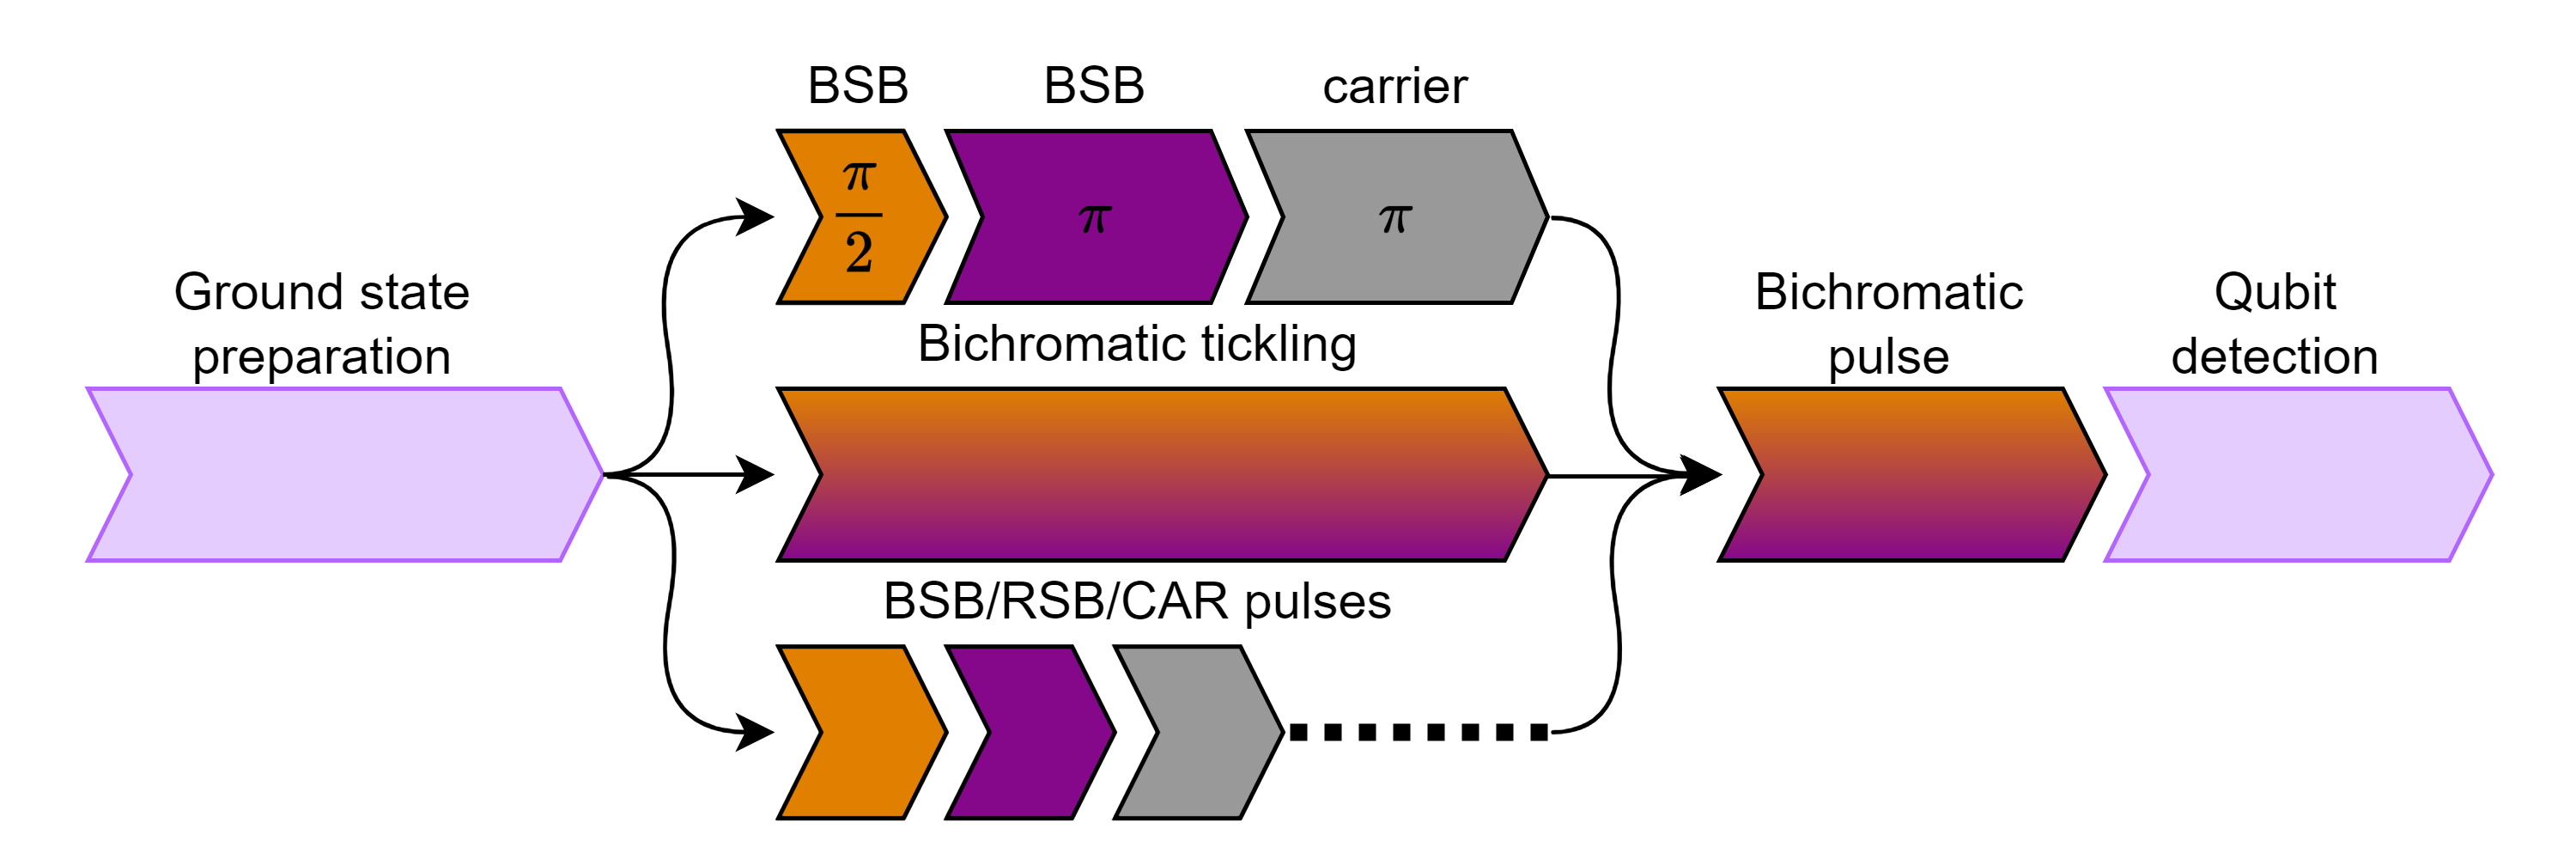 BSB BSB carrier
π/2 π π
Ground state
preparation
Bichromatic tickling
Bichromatic
pulse
Qubit
detection
BSB/RSB/CAR pulses